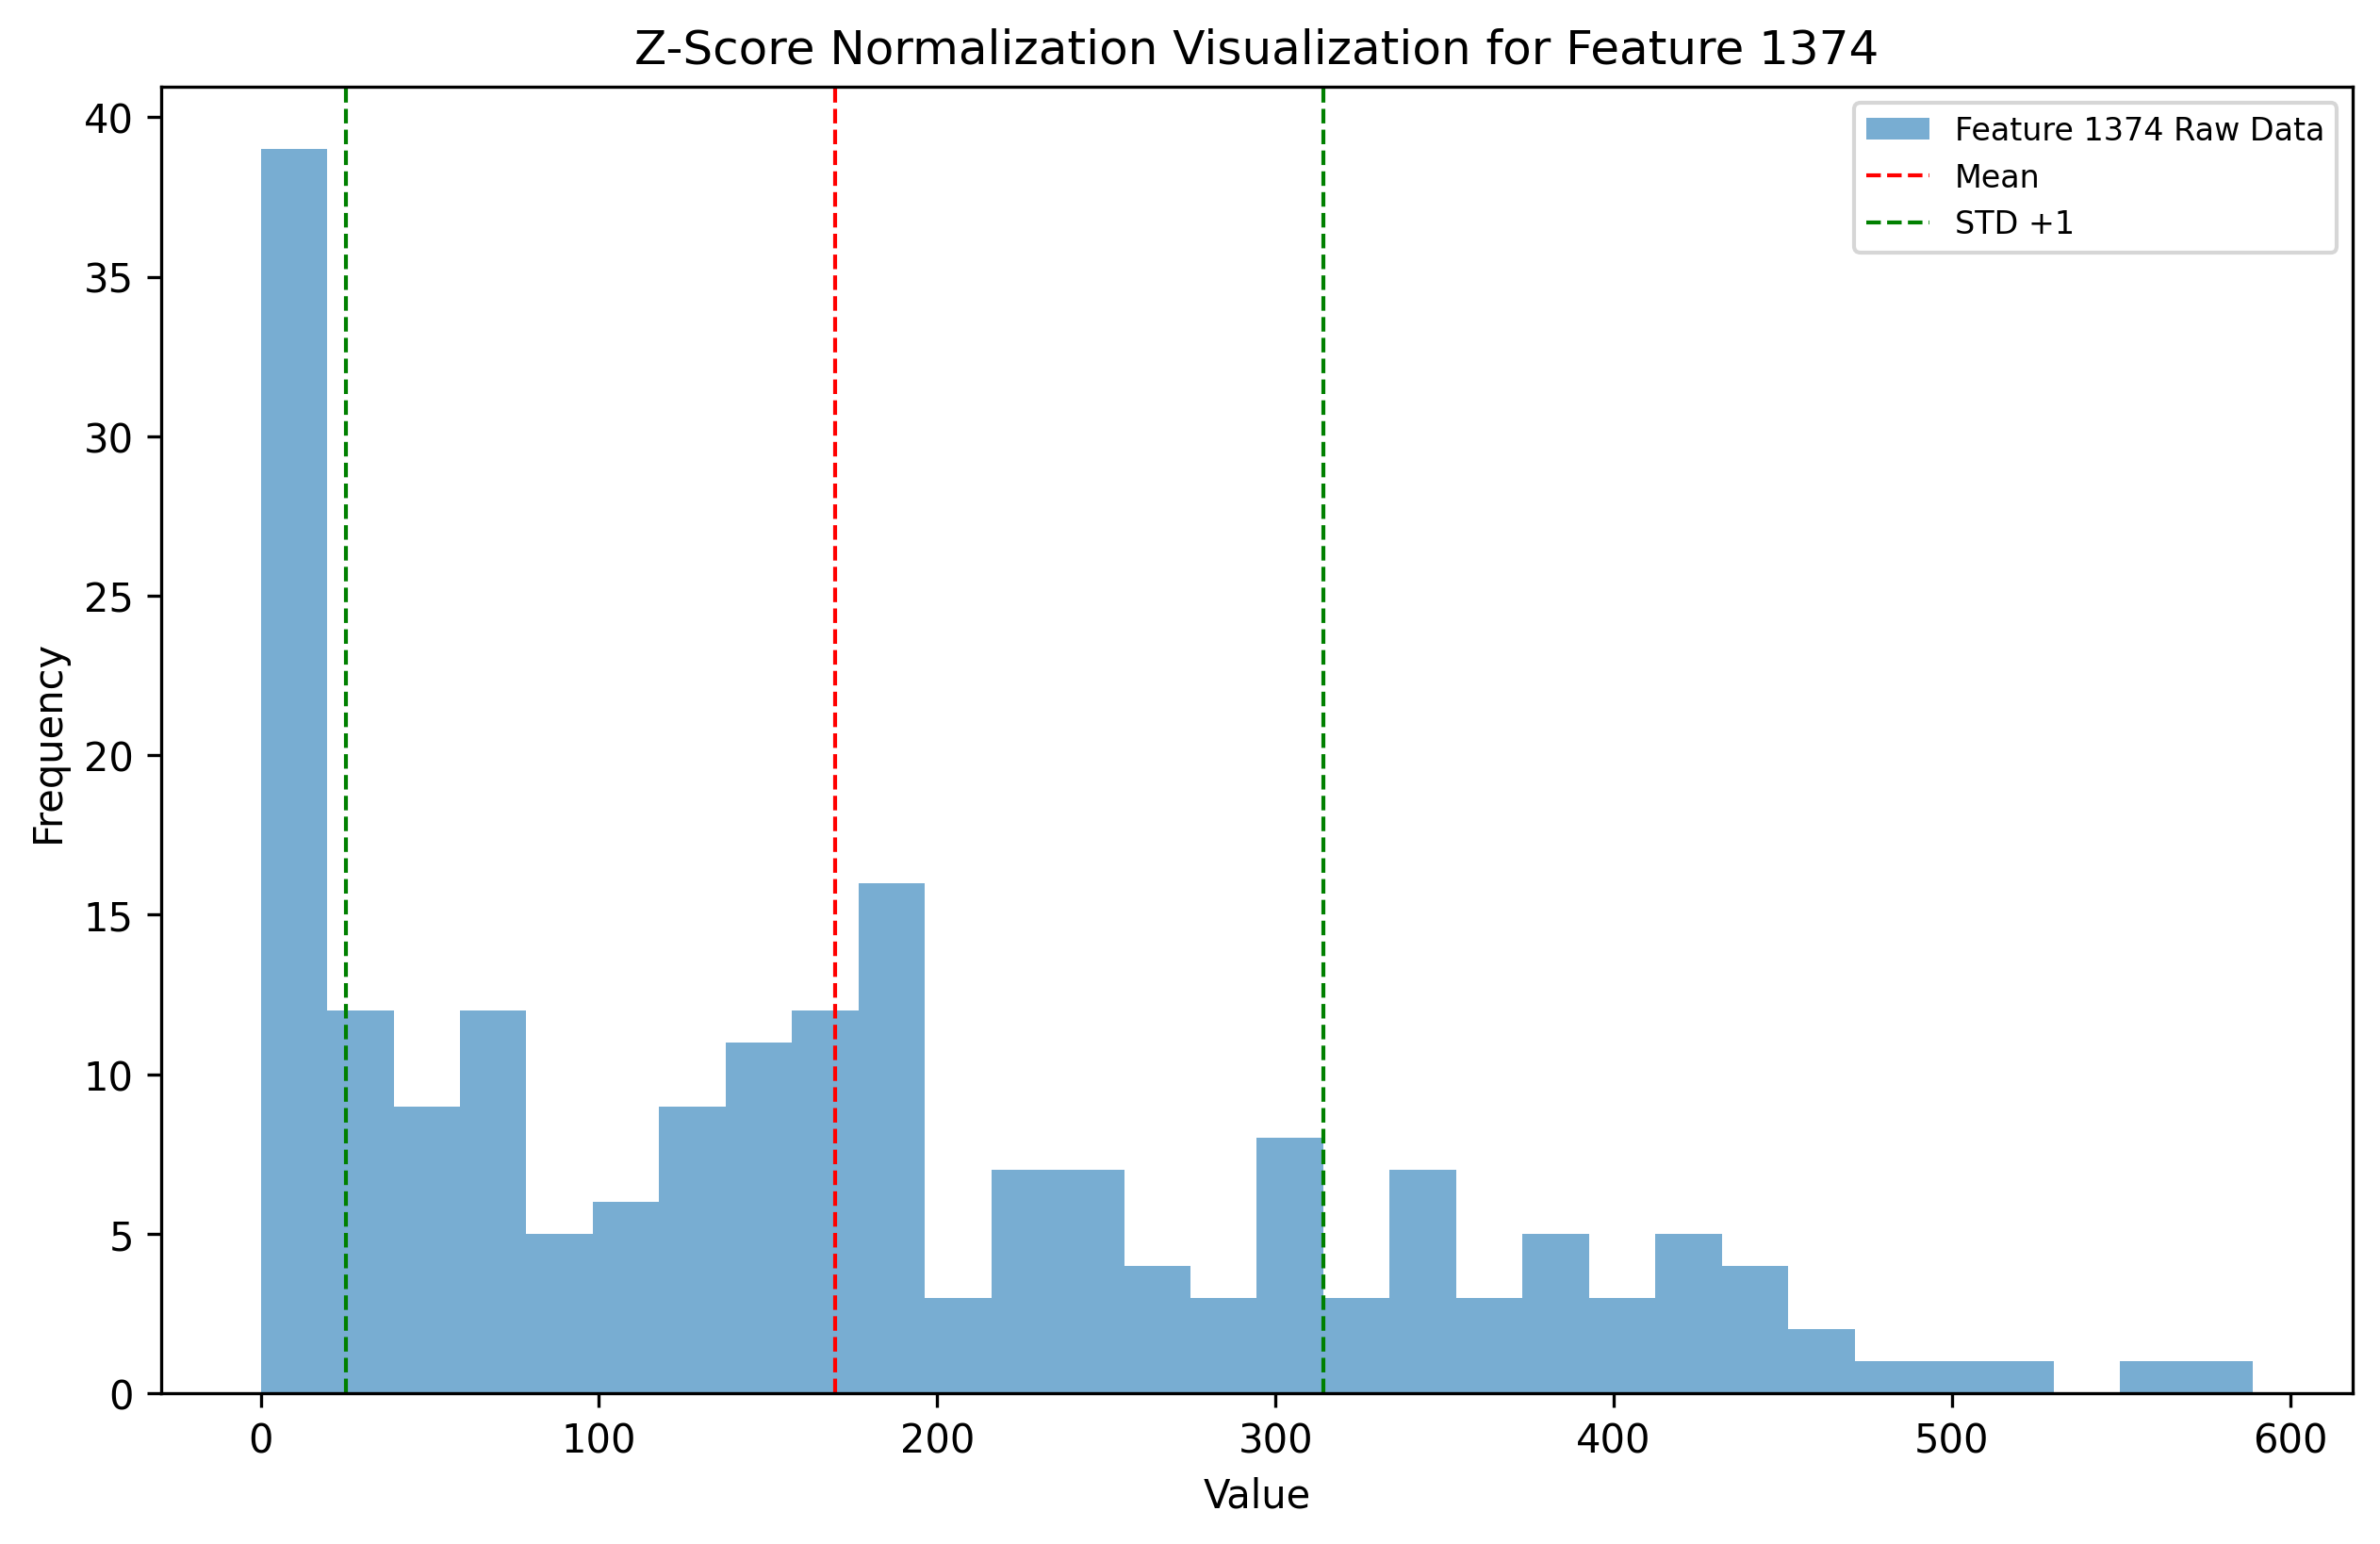 Z-Score Normalization Visualization for Feature 1374
Feature 1374 Raw Data
Mean
STD +1
40
35
30
25
20
15
10
5
0
Frequency
0 100 200 300 400 500 600
Value